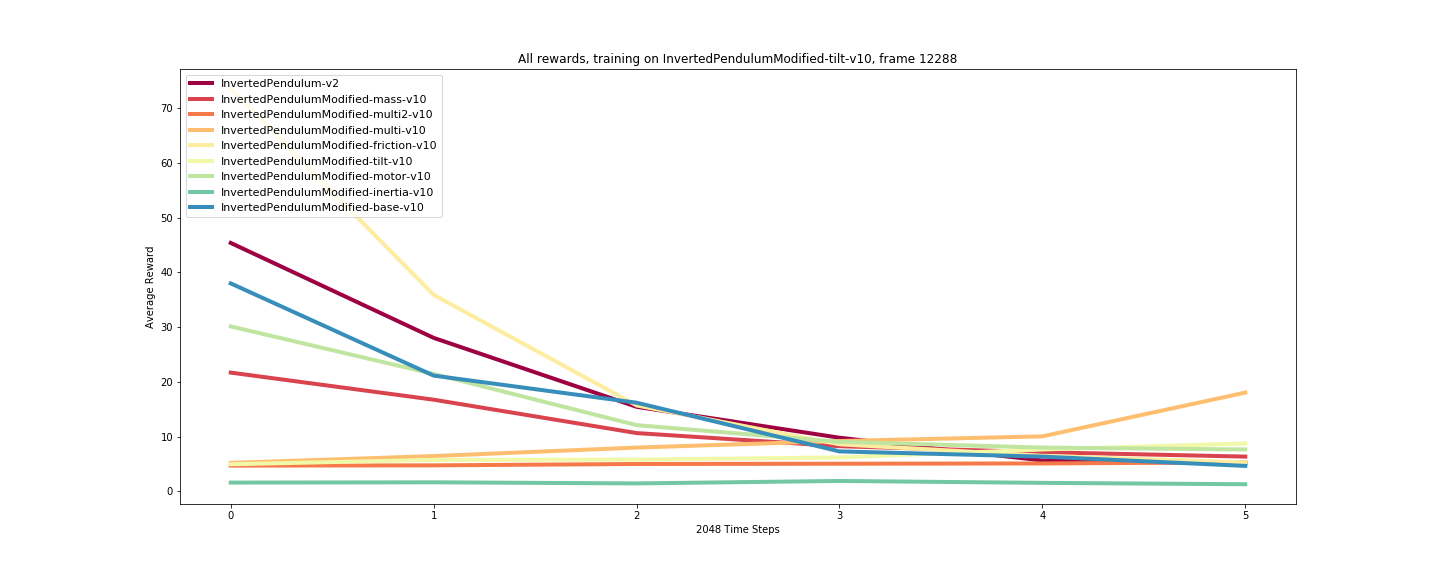 All rewards, training on InvertedPendulumModified-tilt-v10, frame 12288
InvertedPendulum-v2
InvertedPendulumModified-mass-v10
InvertedPendulumModified-multi2-v10
InvertedPendulumModified-multi-v10
InvertedPendulumModified-friction-v10
InvertedPendulumModified-tilt-v10
InvertedPendulumModified-motor-v10
InvertedPendulumModified-inertia-v10
InvertedPendulumModified-base-v10
Average Reward
70
60
50
40
30
20
10
0
0 1 2 3 4 5
2048 Time Steps